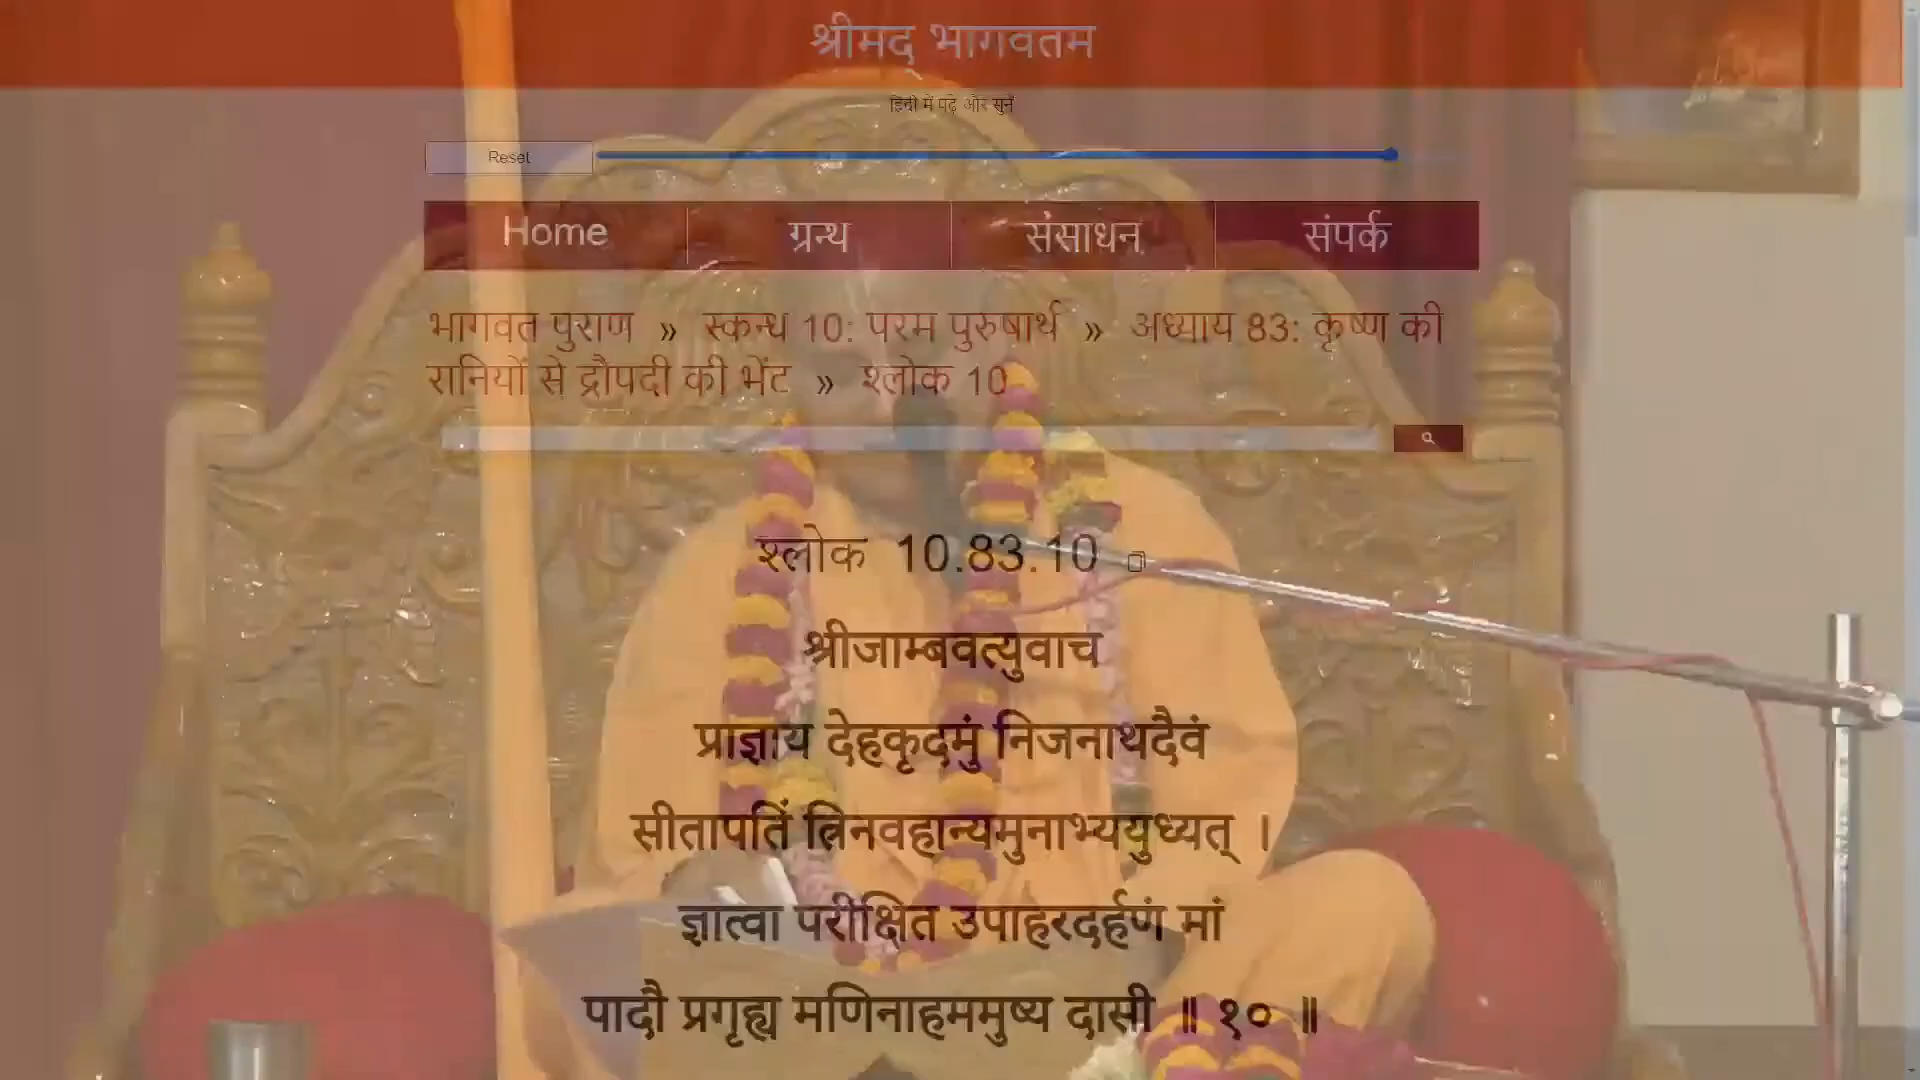 श्रीमद् भागवतम
हिंदी में पढ़े और सुनें
Reset
Home ग्रन्थ संसाधन संपर्क
भागवत पुराण » स्कन्ध 10: परम पुरुषार्थ » अध्याय 83: कृष्ण की
रानियों से द्रौपदी की भेंट » श्लोक 10
श्लोक 10.83.10
श्रीजाम्बवत्युवाच
प्राज्ञाय देहकृदमुं निजनाथदैवं
सीतापतिं त्रिनवहान्यमुनाभ्ययुध्यत् ।
ज्ञात्वा परीक्षित उपाहरदर्हणं मां
पादौ प्रगृह्य मणिनाहममुष्य दासी ॥ १० ॥